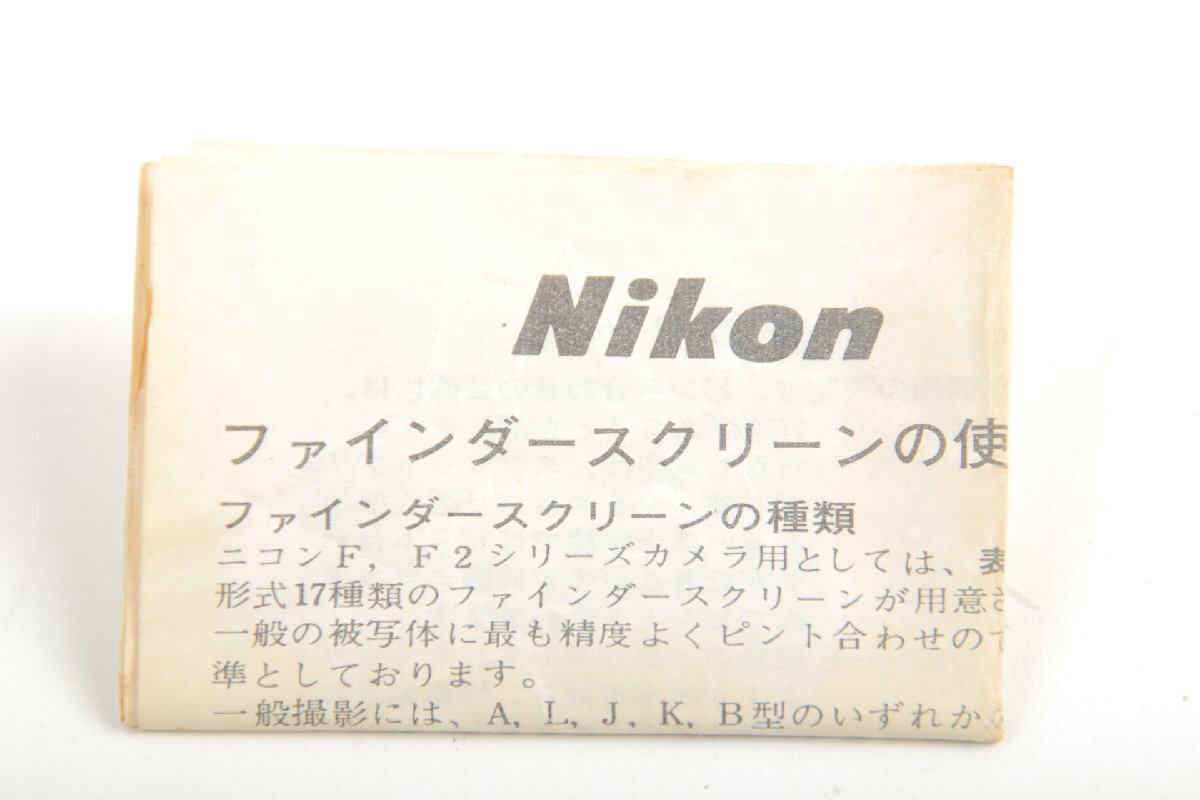 Nikon
ファインダースクリーンの使
ファインダースクリーンの種類
ニコンF，F2シリーズカメラ用としては、表
形式17種類のファインダースクリーンが用意さ
一般の被写体に最も精度よくピント合わせので
準としております。
一般撮影には、A, L, J, K, B型のいずれか